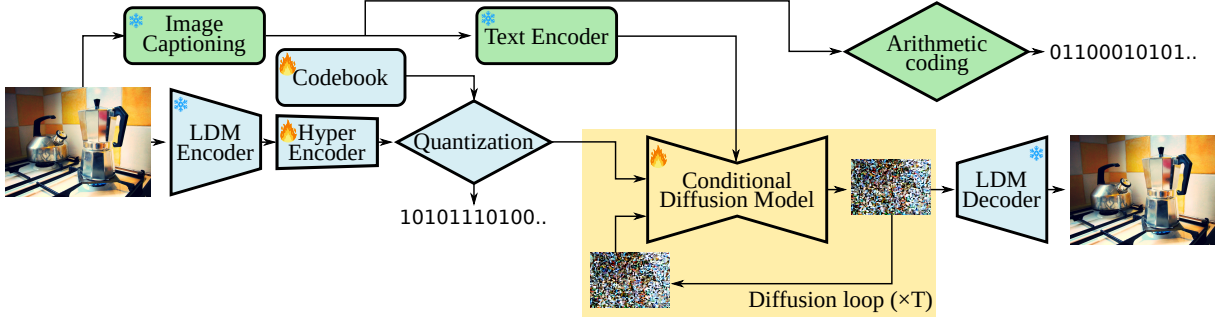 Image
Captioning
Text Encoder
Arithmetic
coding
01100010101..
Codebook
LDM
Encoder
Hyper
Encoder
Quantization
10101110100..
Conditional
Diffusion Model
LDM
Decoder
Diffusion loop (×T)